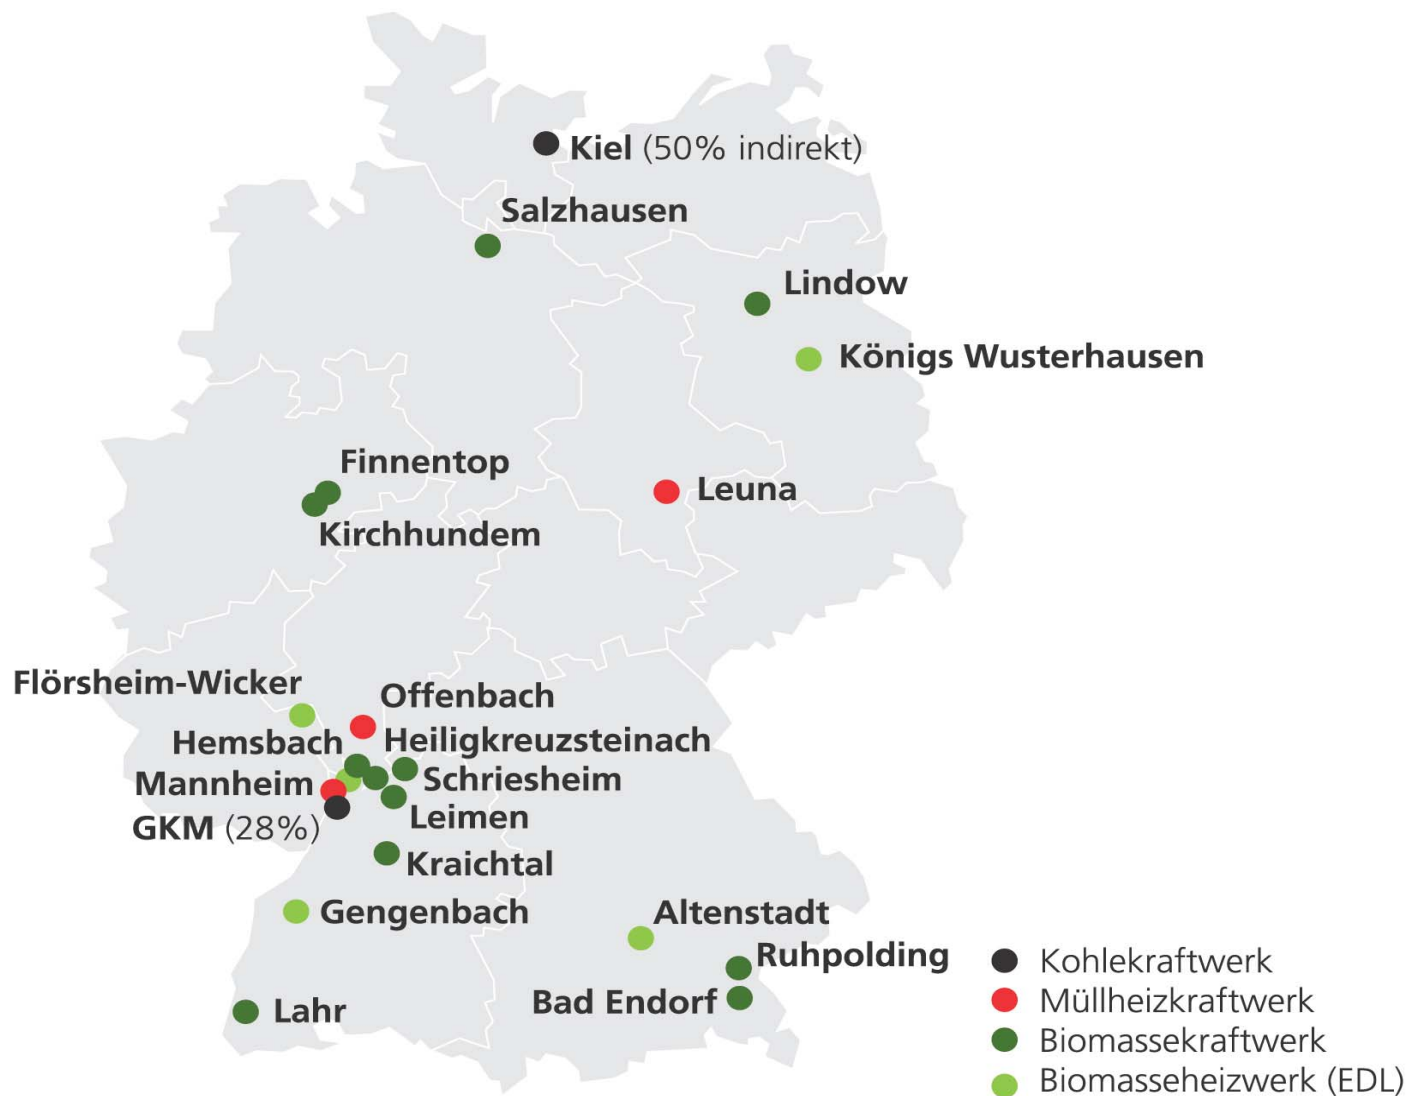 Kiel (50% indirekt)
Salzhausen
Lindow
Königs Wusterhausen
Finnentop
Leuna
Kirchhundem
Flörsheim-Wicker
Offenbach
Hemsbach
Heiligkreuzsteinach
Mannheim
Schriesheim
GKM (28%)
Leimen
Kraichtal
Gengenbach
Altenstadt
Ruhpolding
Bad Endorf
Lahr
Kohlekraftwerk
Müllheizkraftwerk
Biomassekraftwerk
Biomasseheizwerk (EDL)